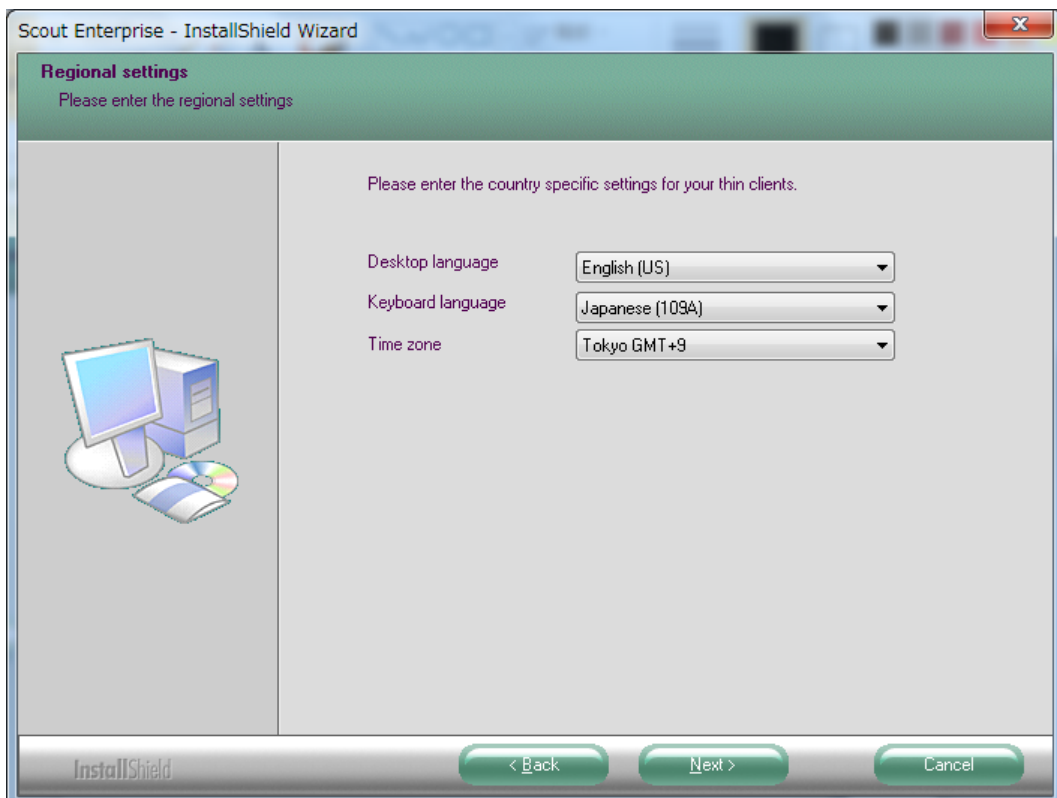 Scout Enterprise - InstallShield Wizard
X
Regional settings
Please enter the regional settings
Please enter the country specific settings for your thin clients.
Desktop language English (US)
Keyboard language Japanese (109A)
Time zone Tokyo GMT+9
InstallShield
< Back Next > Cancel